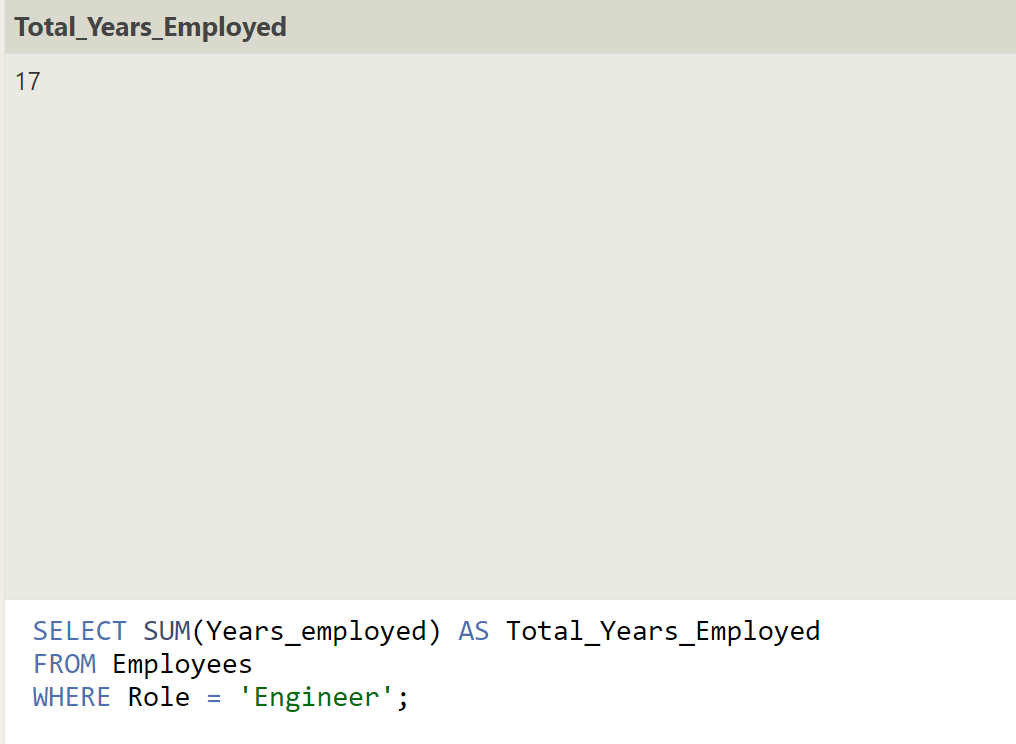 Total_Years_Employed
17
SELECT SUM(Years_employed) AS Total_Years_Employed
FROM Employees
WHERE Role = 'Engineer';